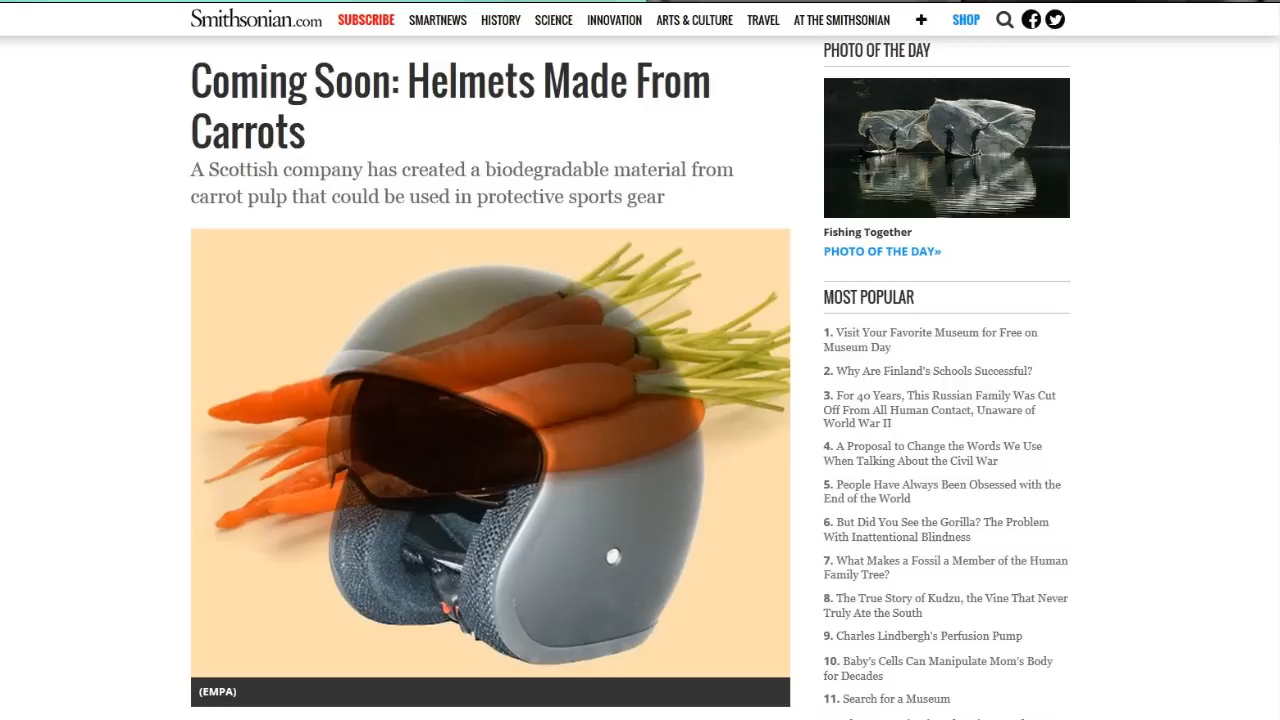 Smithsonian.com SUBSCRIBE SMARTNEWS HISTORY SCIENCE INNOVATION ARTS & CULTURE TRAVEL AT THE SMITHSONIAN + SHOP
Coming Soon: Helmets Made From
Carrots
A Scottish company has created a biodegradable material from
carrot pulp that could be used in protective sports gear
(EMPA)
PHOTO OF THE DAY
Fishing Together
PHOTO OF THE DAY»
MOST POPULAR
1. Visit Your Favorite Museum for Free on
Museum Day
2. Why Are Finland's Schools Successful?
3. For 40 Years, This Russian Family Was Cut
Off From All Human Contact, Unaware of
World War II
4. A Proposal to Change the Words We Use
When Talking About the Civil War
5. People Have Always Been Obsessed with the
End of the World
6. But Did You See the Gorilla? The Problem
With Inattentional Blindness
7. What Makes a Fossil a Member of the Human
Family Tree?
8. The True Story of Kudzu, the Vine That Never
Truly Ate the South
9. Charles Lindbergh's Perfusion Pump
10. Baby's Cells Can Manipulate Mom's Body
for Decades
11. Search for a Museum